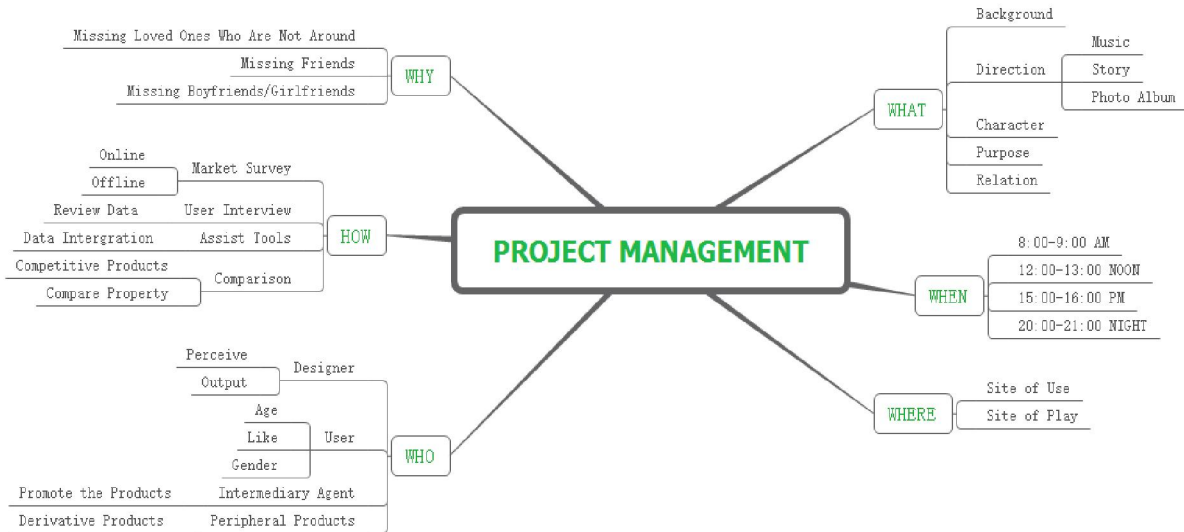 PROJECT MANAGEMENT
WHY
Missing Loved Ones Who Are Not Around
Missing Friends
Missing Boyfriends/Girlfriends
HOW
Market Survey
Online
Offline
User Interview
Review Data
Assist Tools
Data Intergration
Comparison
Competitive Products
Compare Property
WHO
Designer
Perceive
Output
User
Age
Like
Gender
Intermediary Agent
Promote the Products
Peripheral Products
Derivative Products
WHAT
Background
Direction
Music
Story
Photo Album
Character
Purpose
Relation
WHEN
8:00-9:00 AM
12:00-13:00 NOON
15:00-16:00 PM
20:00-21:00 NIGHT
WHERE
Site of Use
Site of Play